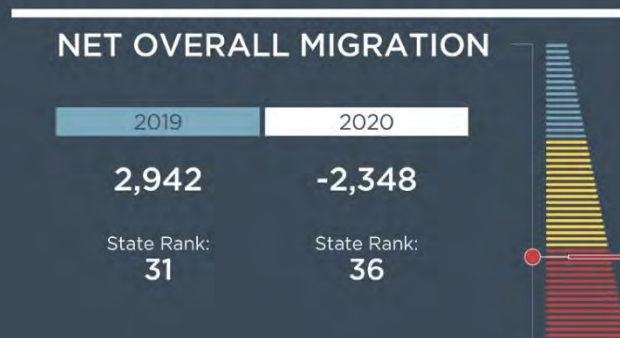 NET OVERALL MIGRATION
2019 2020
2,942 -2,348
State Rank: State Rank:
31 36